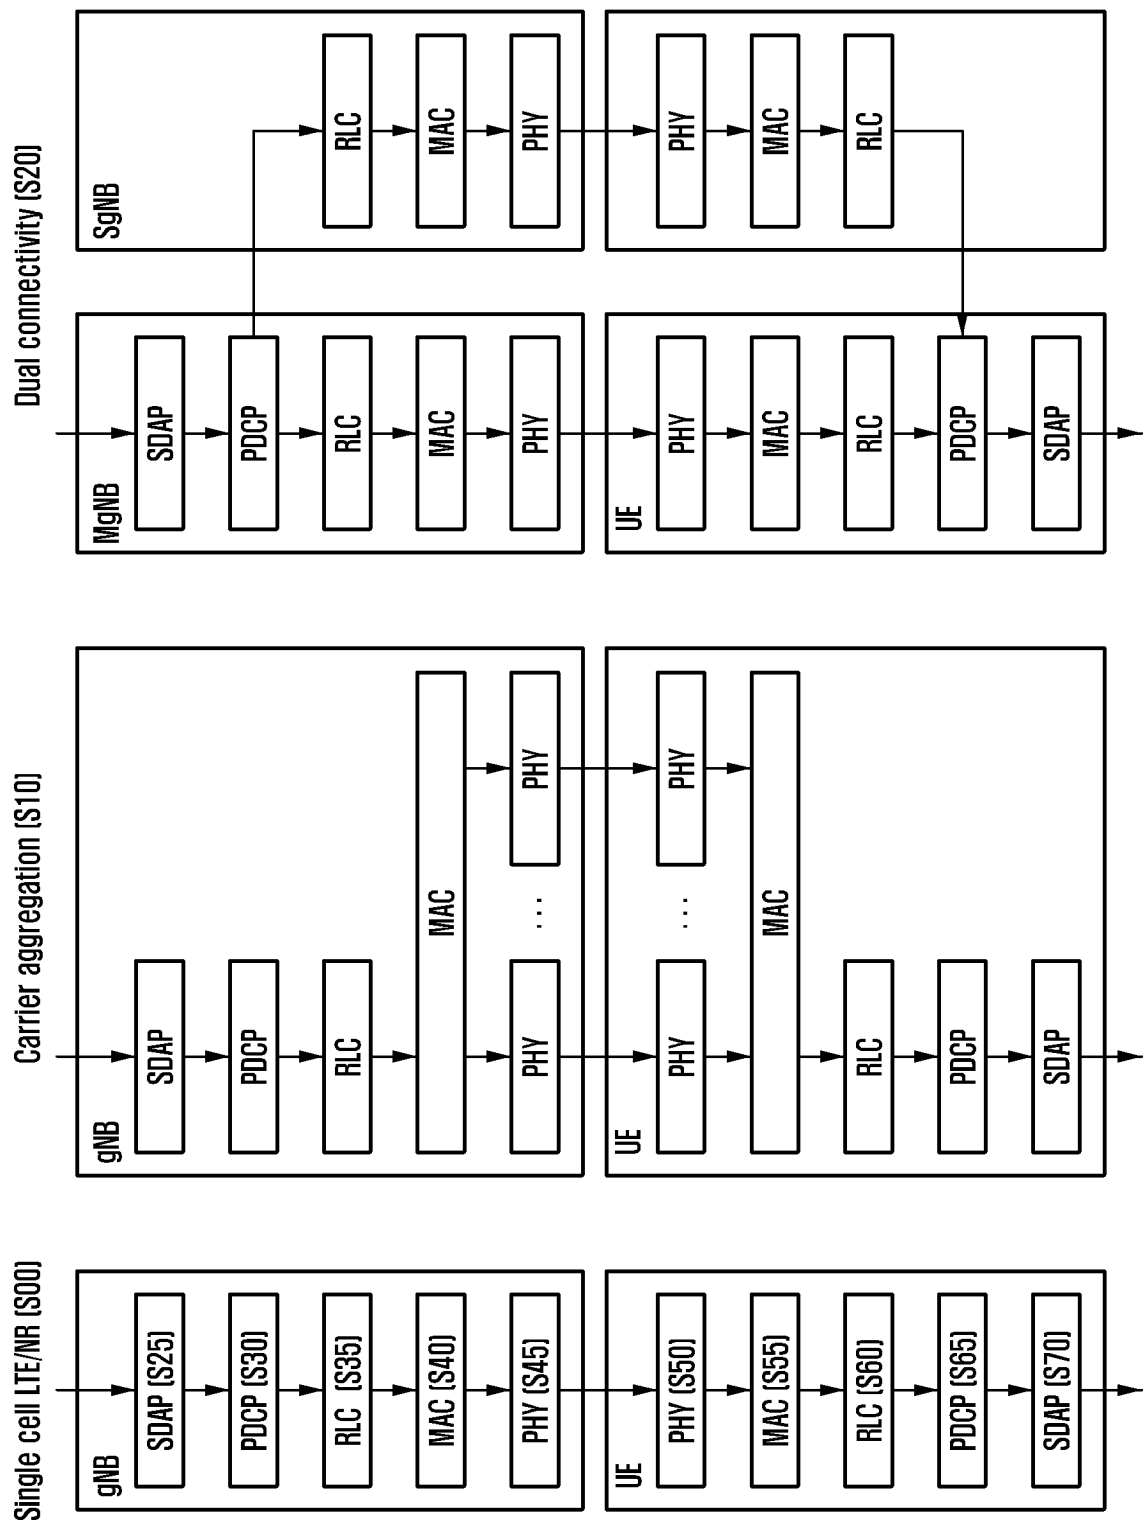 Single cell LTE/NR (S00)
gNB
SDAP (S25)
PDCP (S30)
RLC (S35)
MAC (S40)
PHY (S45)
UE
PHY (S50)
MAC (S55)
RLC (S60)
PDCP (S65)
SDAP (S70)
Carrier aggregation (S10)
gNB
SDAP
PDCP
RLC
MAC
PHY ... PHY
UE
PHY ... PHY
MAC
RLC
PDCP
SDAP
Dual connectivity (S20)
MgNB
SDAP
PDCP
RLC
MAC
PHY
SgNB
RLC
MAC
PHY
UE
PHY
MAC
RLC
PDCP
SDAP
PHY
MAC
RLC